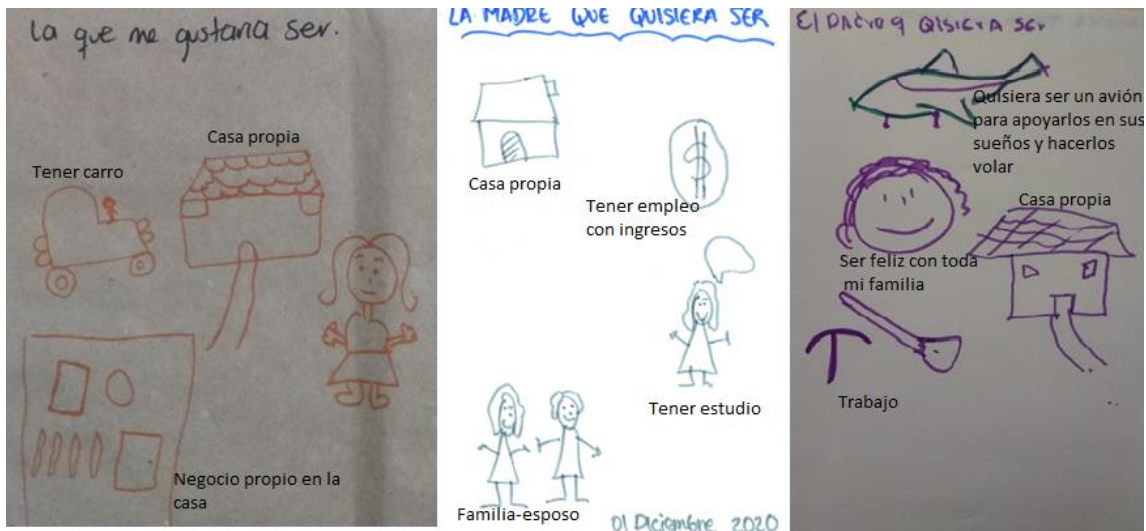 la que me gustaria ser.
Casa propia
Tener carro
Negocio propio en la
casa
LA MADRE QUE QUISIERA SER
Casa propia
Tener empleo
con ingresos
Tener estudio
Familia-esposo
01 Diciembre 2020
El PAdre q QISIErA SEr
Quisiera ser un avión
para apoyarlos en sus
sueños y hacerlos
volar
Casa propia
Ser feliz con toda
mi familia
Trabajo